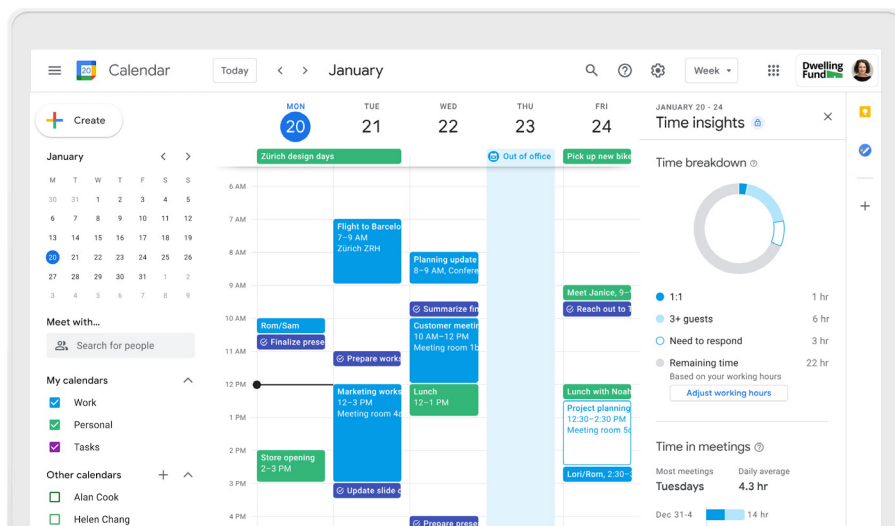 20
Calendar
Today
January
Week
Dwelling
Fund
Create
January
M T W T F S S
30 31 1 2 3 4 5
6 7 8 9 10 11 12
13 14 15 16 17 18 19
20 21 22 23 24 25 26
27 28 29 30 31 1 2
3 4 5 6 7 8 9
Meet with...
Search for people
My calendars
Work
Personal
Tasks
Other calendars
Alan Cook
Helen Chang
MON TUE WED THU FRI
20 21 22 23 24
Zürich design days
Out of office
Pick up new bike
6 AM
7 AM
8 AM
9 AM
10 AM
11 AM
12 PM
1 PM
2 PM
3 PM
4 PM
Rom/Sam
Finalize prese
Store opening
2–3 PM
Flight to Barcelo
7–9 AM
Zürich ZRH
Prepare works
Marketing works
12–3 PM
Meeting room 4a
Update slide
Planning update
8–9 AM, Confere
Summarize fin
Customer meetin
10 AM–12 PM
Meeting room 1b
Lunch
12–1 PM
Prepare prese
Meet Janice, 9–
Reach out to
Lunch with Noah
Project planning
12:30–2:30 PM
Meeting room 5c
Lori/Rom, 2:30–
JANUARY 20 - 24
Time insights
Time breakdown
1:1 1 hr
3+ guests 6 hr
Need to respond 3 hr
Remaining time 22 hr
Based on your working hours
Adjust working hours
Time in meetings
Most meetings Daily average
Tuesdays 4.3 hr
Dec 31-4 14 hr